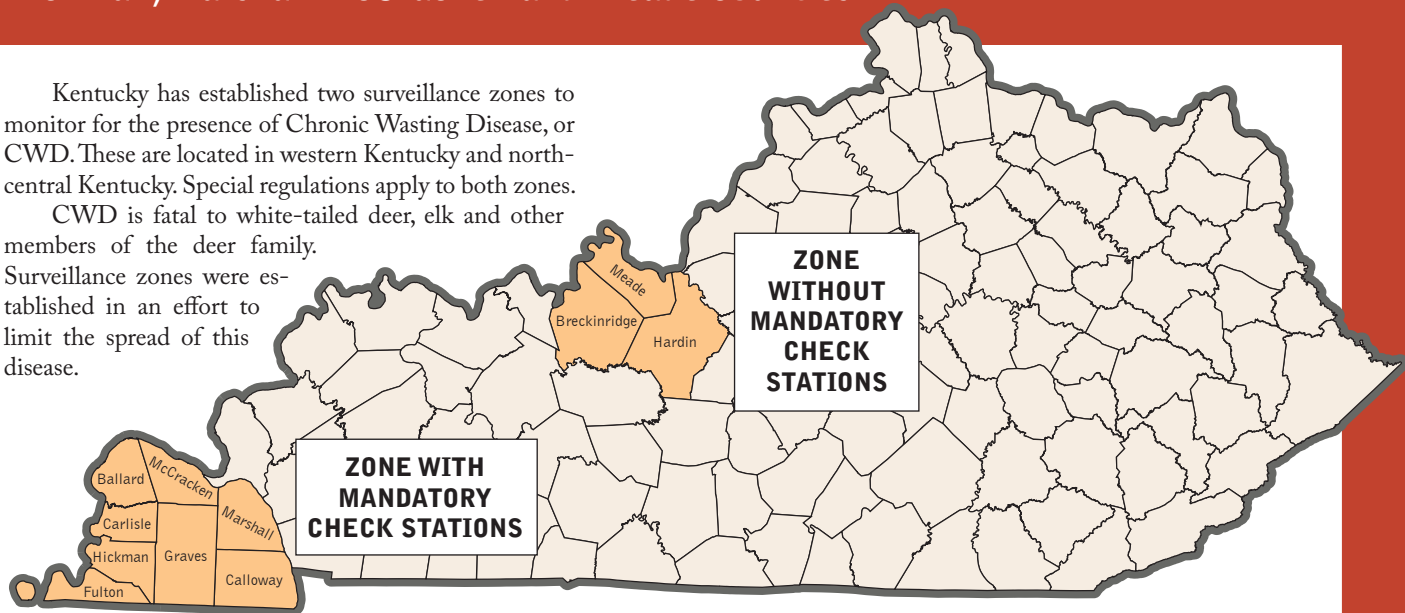 Kentucky has established two surveillance zones to
monitor for the presence of Chronic Wasting Disease, or
CWD. These are located in western Kentucky and north-
central Kentucky. Special regulations apply to both zones.
CWD is fatal to white-tailed deer, elk and other
members of the deer family.
Surveillance zones were es-
tablished in an effort to
limit the spread of this
disease.
Meade
Breckinridge
Hardin
ZONE
WITHOUT
MANDATORY
CHECK
STATIONS
ZONE WITH
MANDATORY
CHECK STATIONS
Ballard
McCracken
Carlisle
Marshall
Hickman
Graves
Calloway
Fulton